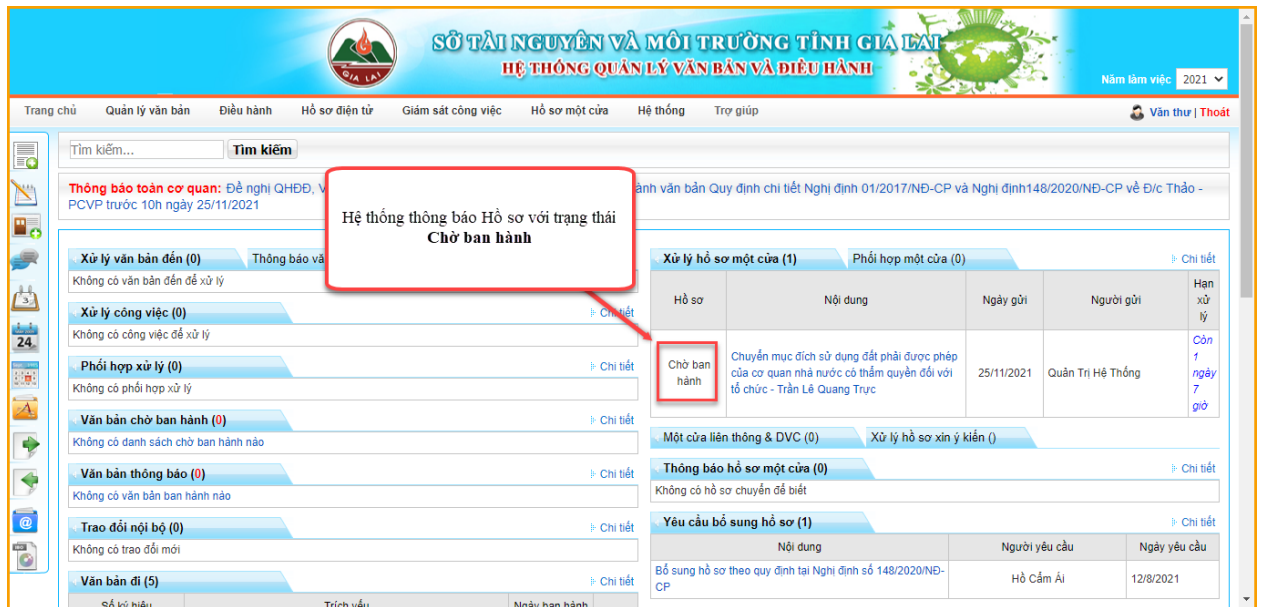 SỞ TÀI NGUYÊN VÀ MÔI TRƯỜNG TỈNH GIA LAI
HỆ THỐNG QUẢN LÝ VĂN BẢN VÀ ĐIỀU HÀNH
GIA LAI
Năm làm việc 2021
Trang chủ Quản lý văn bản Điều hành Hồ sơ điện tử Giám sát công việc Hồ sơ một cửa Hệ thống Trợ giúp Văn thư | Thoát
Tìm kiếm... Tìm kiếm
Thông báo toàn cơ quan: Đề nghị QHĐĐ, V ành văn bản Quy định chi tiết Nghị định 01/2017/NĐ-CP và Nghị định148/2020/NĐ-CP về Đ/c Thảo -
PCVP trước 10h ngày 25/11/2021
Hệ thống thông báo Hồ sơ với trạng thái
Chờ ban hành
Xử lý văn bản đến (0) Thông báo vă
Không có văn bản đến để xử lý
Xử lý công việc (0) Chi tiết
Không có công việc để xử lý
Phối hợp xử lý (0) Chi tiết
Không có phối hợp xử lý
Văn bản chờ ban hành (0) Chi tiết
Không có danh sách chờ ban hành nào
Văn bản thông báo (0) Chi tiết
Không có văn bản ban hành nào
Trao đổi nội bộ (0) Chi tiết
Không có trao đổi mới
Văn bản đi (5) Chi tiết
Số ký hiệu Trích yếu Ngày ban hành
Xử lý hồ sơ một cửa (1) Phối hợp một cửa (0) Chi tiết
Hồ sơ Nội dung Ngày gửi Người gửi Hạn
xử
lý
Chờ ban
hành
Chuyển mục đích sử dụng đất phải được phép
của cơ quan nhà nước có thẩm quyền đối với
tổ chức - Trần Lê Quang Trực
25/11/2021 Quản Trị Hệ Thống
Còn
1
ngày
7
giờ
Một cửa liên thông & DVC (0) Xử lý hồ sơ xin ý kiến ()
Thông báo hồ sơ một cửa (0) Chi tiết
Không có hồ sơ chuyển để biết
Yêu cầu bổ sung hồ sơ (1) Chi tiết
Nội dung Người yêu cầu Ngày yêu cầu
Bổ sung hồ sơ theo quy định tại Nghị định số 148/2020/NĐ-
CP
Hồ Cẩm Ái 12/8/2021
3
24
@